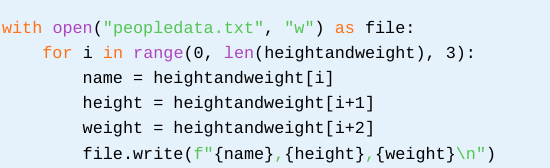 with open("peopledata.txt", "w") as file:
    for i in range(0, len(heightandweight), 3):
        name = heightandweight[i]
        height = heightandweight[i+1]
        weight = heightandweight[i+2]
        file.write(f"{name},{height},{weight}\n")